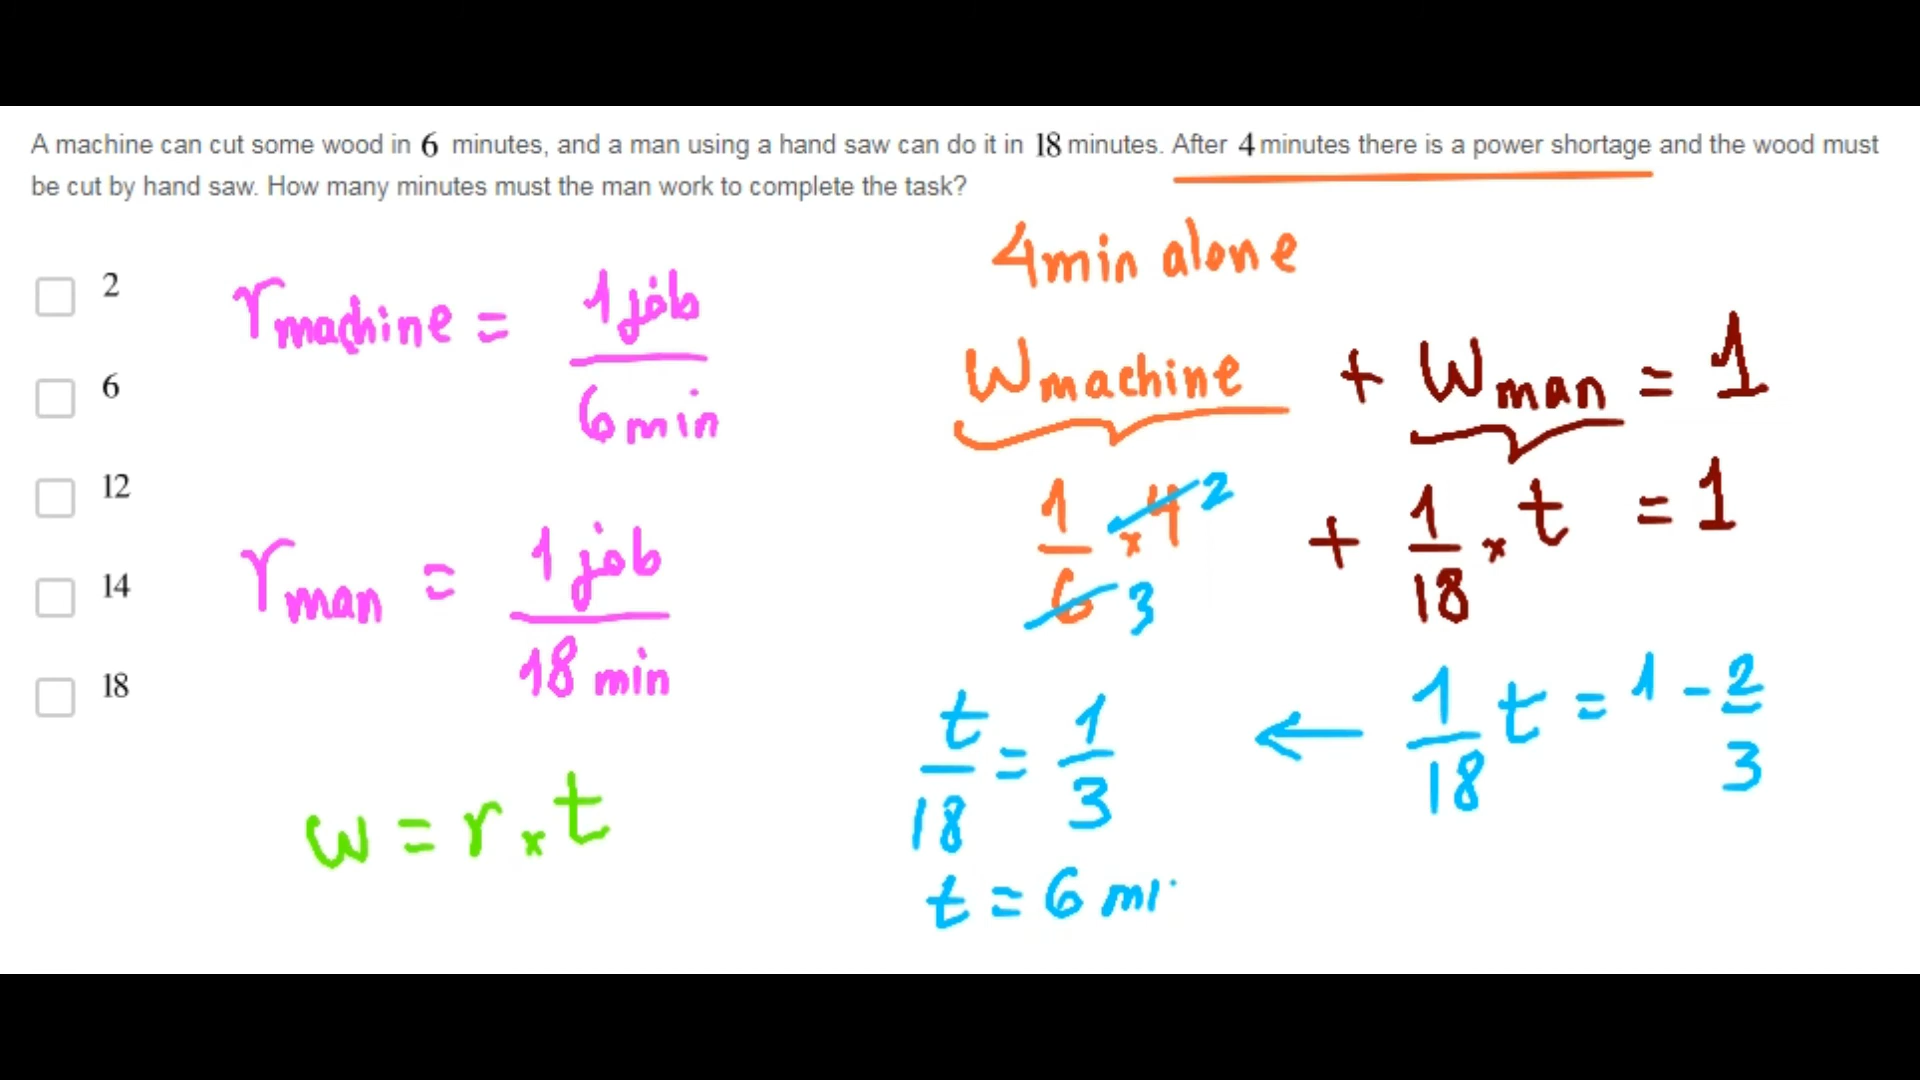 A machine can cut some wood in 6 minutes, and a man using a hand saw can do it in 18 minutes. After 4 minutes there is a power shortage and the wood must
be cut by hand saw. How many minutes must the man work to complete the task?
2
6
12
14
18
r machine = 1 job / 6 min
r man = 1 job / 18 min
w = r × t
4 min alone
W machine + W man = 1
1/6 × 4 2 3 + 1/18 × t = 1
1/18 t = 1 - 2/3
← t/18 = 1/3
t = 6 mi